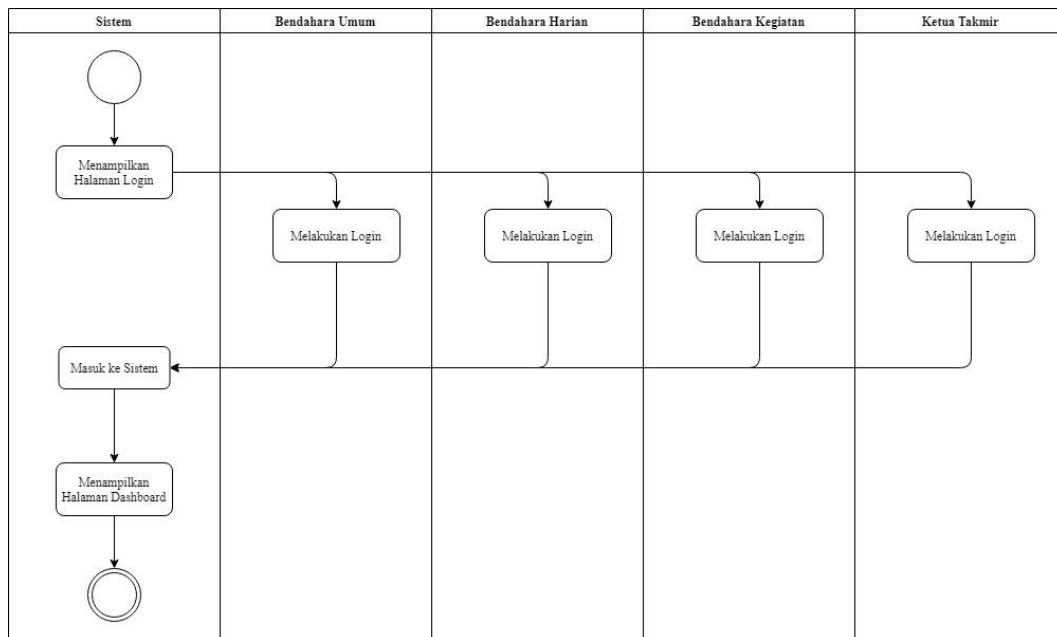 Sistem
Bendahara Umum
Bendahara Harian
Bendahara Kegiatan
Ketua Takmir
Menampilkan
Halaman Login
Melakukan Login
Melakukan Login
Melakukan Login
Melakukan Login
Masuk ke Sistem
Menampilkan
Halaman Dashboard